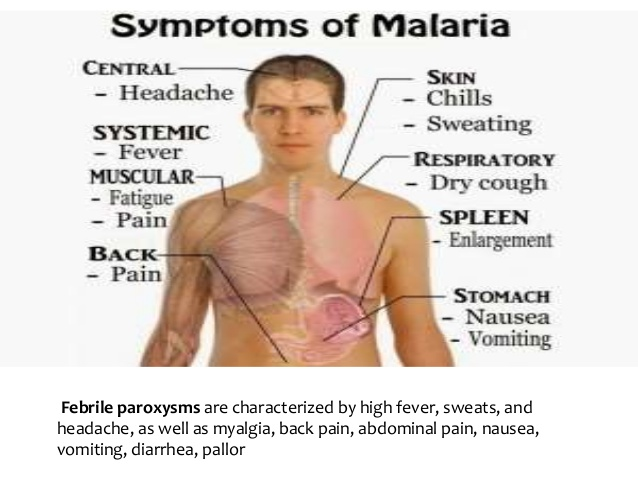 Symptoms of Malaria
CENTRAL
- Headache
SYSTEMIC
- Fever
MUSCULAR
- Fatigue
- Pain
BACK
- Pain
SKIN
- Chills
- Sweating
RESPIRATORY
- Dry cough
SPLEEN
- Enlargement
STOMACH
- Nausea
- Vomiting
Febrile paroxysms are characterized by high fever, sweats, and
headache, as well as myalgia, back pain, abdominal pain, nausea,
vomiting, diarrhea, pallor